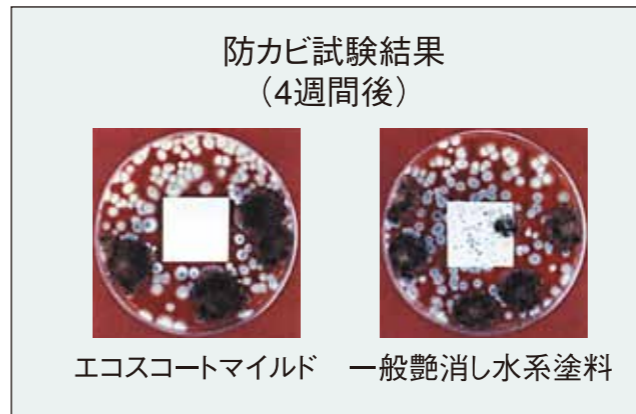 防カビ試験結果
（4週間後）
エコスコートマイルド
一般艶消し水系塗料